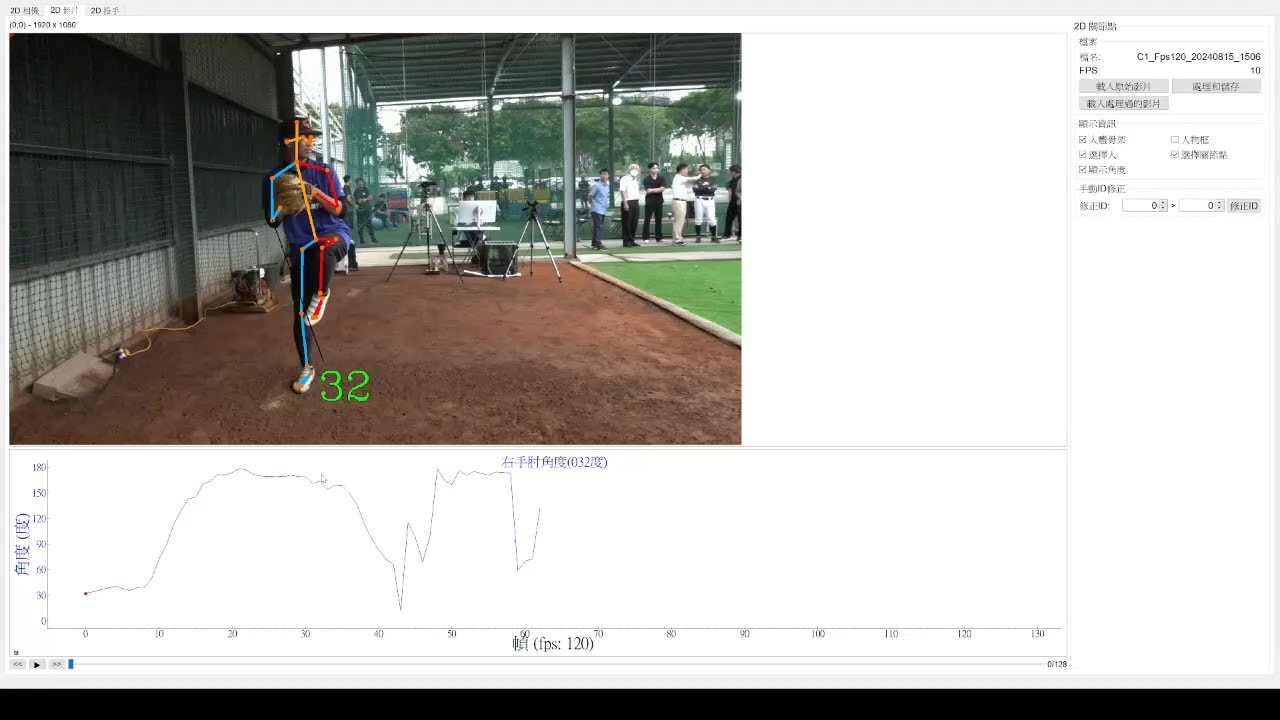 2D 相機 2D 影片 2D 投手
(0,0) - 1920 x 1080
32
右手肘角度(032度)
角度 (度)
180
150
120
90
60
30
0
0 10 20 30 40 50 60 70 80 90 100 110 120 130
幀 (fps: 120)
<< ▶ >> 0/128
2D 關節點
檔案
檔名: C1_Fps120_20240815_1506
FPS: 10
載入原始影片 處理和儲存
載入處理過的影片
顯示資訊
人體骨架 人物框
選擇人 選擇關節點
顯示角度
手動ID修正
修正ID: 0 > 0 修正ID